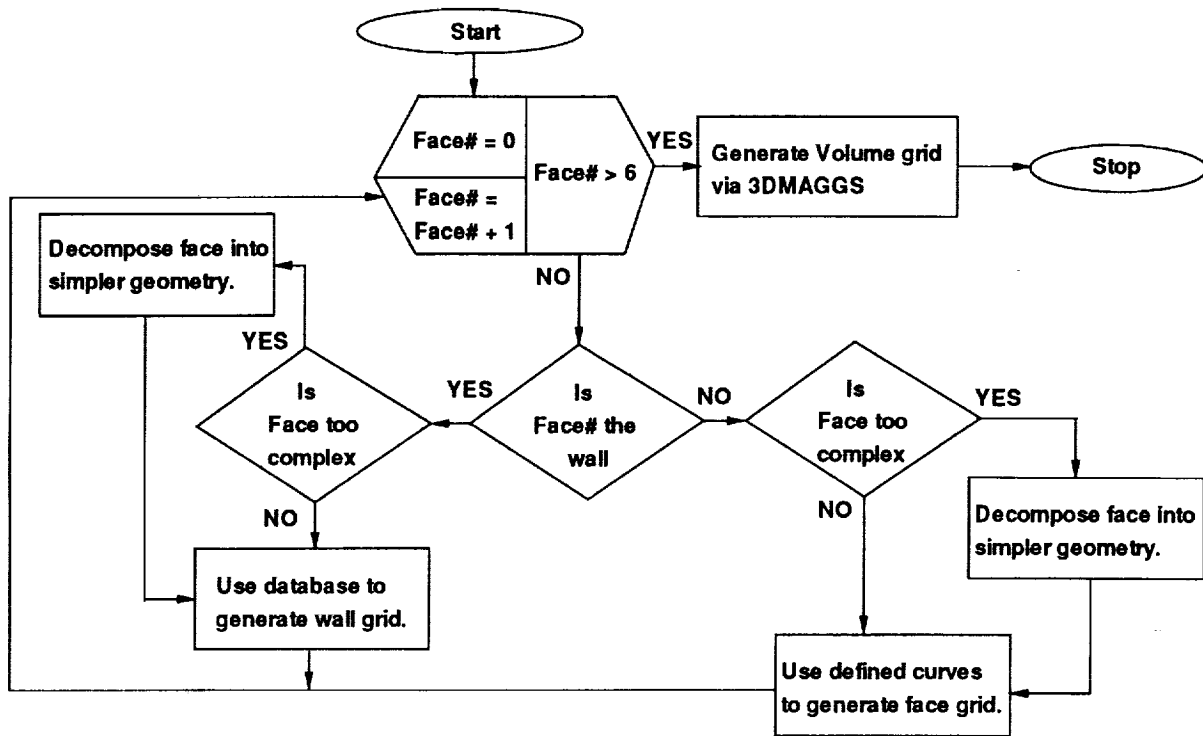 Start
Face# = 0
Face# =
Face# + 1
Face# > 6
YES
Generate Volume grid
via 3DMAGGS
Stop
NO
Decompose face into
simpler geometry.
YES
Is
Face too
complex
YES
Is
Face# the
wall
NO
Is
Face too
complex
YES
NO
Use database to
generate wall grid.
NO
Decompose face into
simpler geometry.
Use defined curves
to generate face grid.